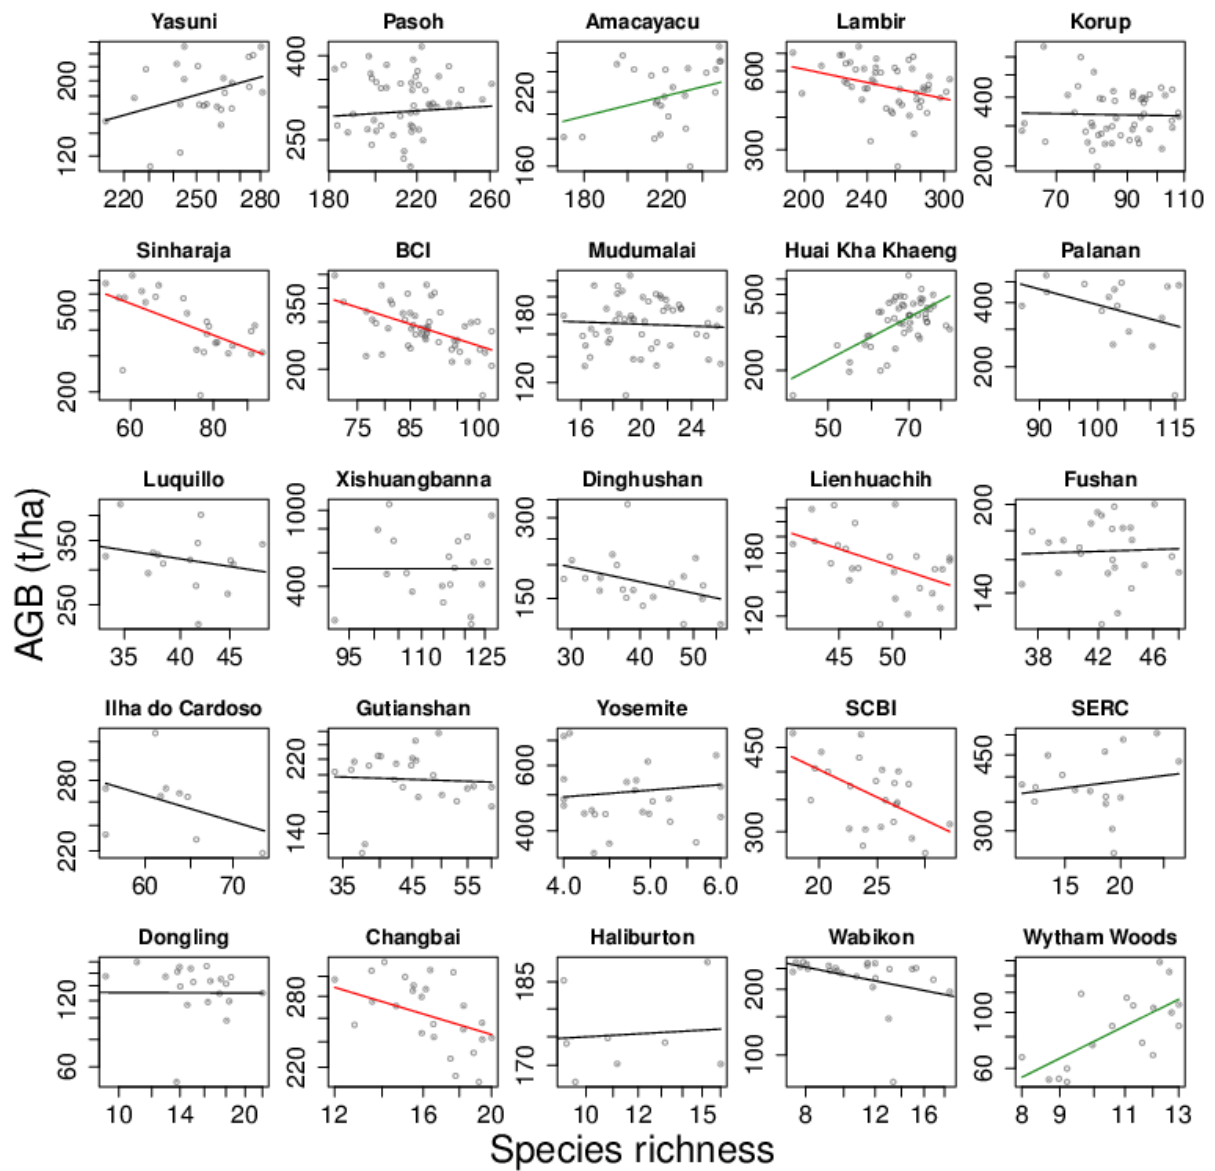 Yasuni Pasoh Amacayacu Lambir Korup
120 200
220 250 280
250 400
180 220 260
160 220
180 220
300 600
200 240 300
200 400
70 90 110
Sinharaja BCI Mudumalai Huai Kha Khaeng Palanan
200 500
60 80
200 350
75 85 100
120 180
16 20 24
200 500
50 70
200 400
90 100 115
AGB (t/ha)
Luquillo Xishuangbanna Dinghushan Lienhuachih Fushan
250 350
35 40 45
400 1000
95 110 125
150 300
30 40 50
120 180
45 50
140 200
38 42 46
Ilha do Cardoso Gutianshan Yosemite SCBI SERC
220 280
60 70
140 220
35 45 55
400 600
4.0 5.0 6.0
300 450
20 25
300 450
15 20
Dongling Changbai Haliburton Wabikon Wytham Woods
60 120
10 14 20
220 280
12 16 20
170 185
10 12 15
100 200
8 12 16
60 100
8 9 11 13
Species richness